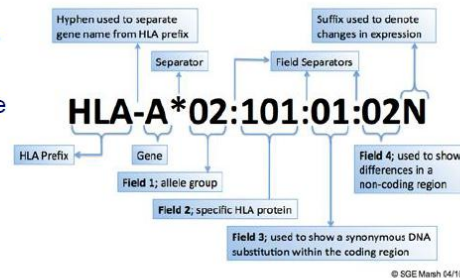 Hyphen used to separate
gene name from HLA prefix
Suffix used to denote
changes in expression
Separator
Field Separators
e
HLA-A*02:101:01:02N
HLA Prefix
Gene
Field 4; used to show
differences in a
non-coding region
Field 1; allele group
Field 2; specific HLA protein
Field 3; used to show a synonymous DNA
substitution within the coding region
© SGE Marsh 04/10